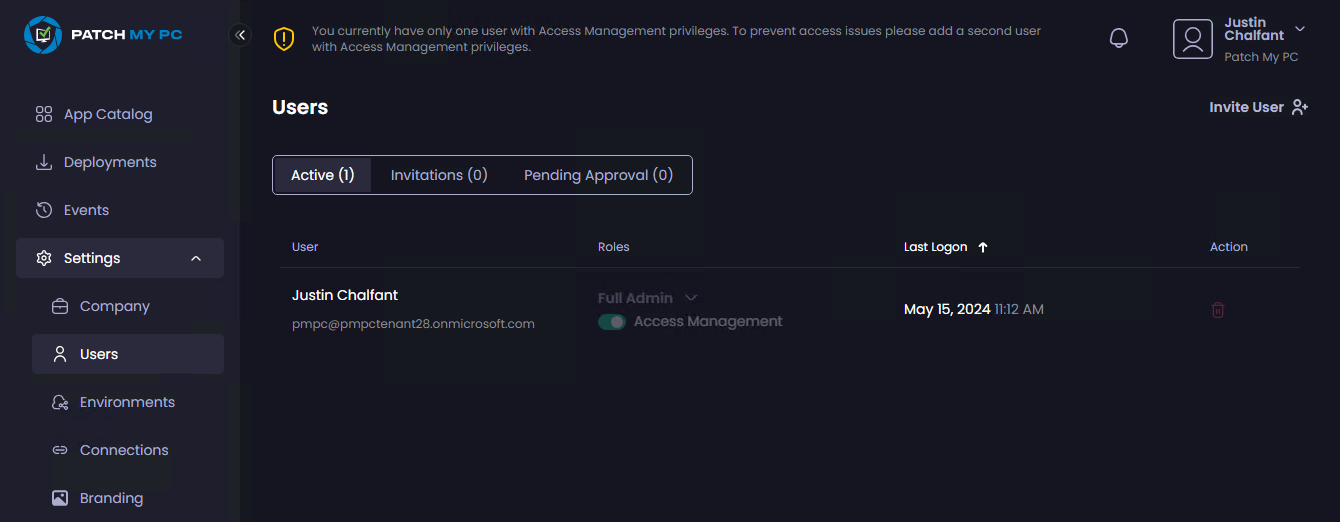 PATCH MY PC
You currently have only one user with Access Management privileges. To prevent access issues please add a second user
with Access Management privileges.
Justin
Chalfant
Patch My PC
App Catalog
Deployments
Events
Settings
Company
Users
Environments
Connections
Branding
Users
Invite User
Active (1)
Invitations (0)
Pending Approval (0)
User
Roles
Last Logon
Action
Justin Chalfant
pmpc@pmpctenant28.onmicrosoft.com
Full Admin
Access Management
May 15, 2024 11:12 AM